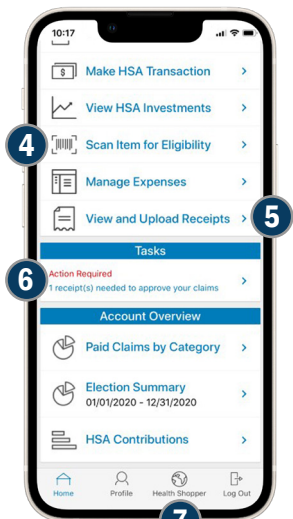 10:17
Make HSA Transaction
View HSA Investments
4
Scan Item for Eligibility
Manage Expenses
View and Upload Receipts
5
Tasks
6
Action Required
1 receipt(s) needed to approve your claims
Account Overview
Paid Claims by Category
Election Summary
01/01/2020 - 12/31/2020
HSA Contributions
Home Profile Health Shopper Log Out
7